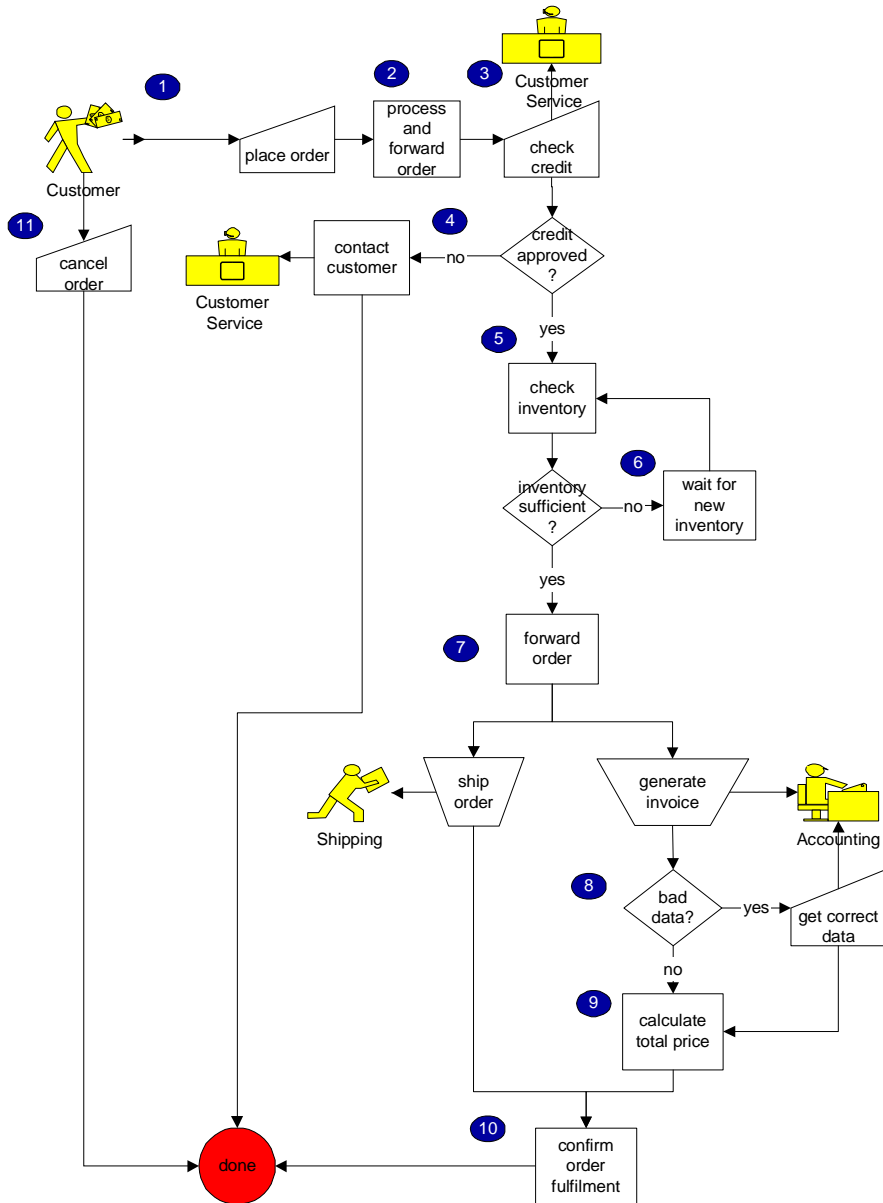 1
2
3
Customer
Service
process
and
forward
order
place order
check
credit
Customer
11
cancel
order
Customer
Service
contact
customer
4
no
credit
approved
?
yes
5
check
inventory
6
inventory
sufficient
?
no
wait for
new
inventory
yes
7
forward
order
Shipping
ship
order
generate
invoice
Accounting
8
bad
data?
yes
get correct
data
no
9
calculate
total price
10
confirm
order
fulfilment
done